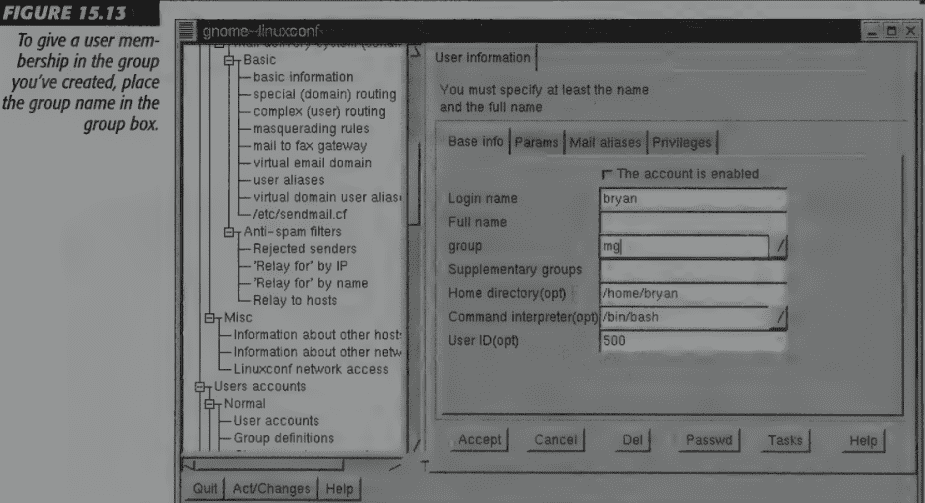 FIGURE 15.13
To give a user mem-
bership in the group
you've created, place
the group name in the
group box.
gnome-linuxconf
Basic
basic information
special (domain) routing
complex (user) routing
masquerading rules
mail to fax gateway
virtual email domain
user aliases
virtual domain user alias
/etc/sendmail.cf
Anti-spam filters
Rejected senders
'Relay for' by IP
'Relay for' by name
Relay to hosts
Misc
Information about other host
Information about other netw
Linuxconf network access
Users accounts
Normal
User accounts
Group definitions
Quit Act/Changes Help
User information
You must specify at least the name
and the full name
Base info Params Mail aliases Privileges
The account is enabled
Login name bryan
Full name
group mg
Supplementary groups
Home directory(opt) /home/bryan
Command interpreter(opt) /bin/bash
User ID(opt) 500
Accept Cancel Del Passwd Tasks Help